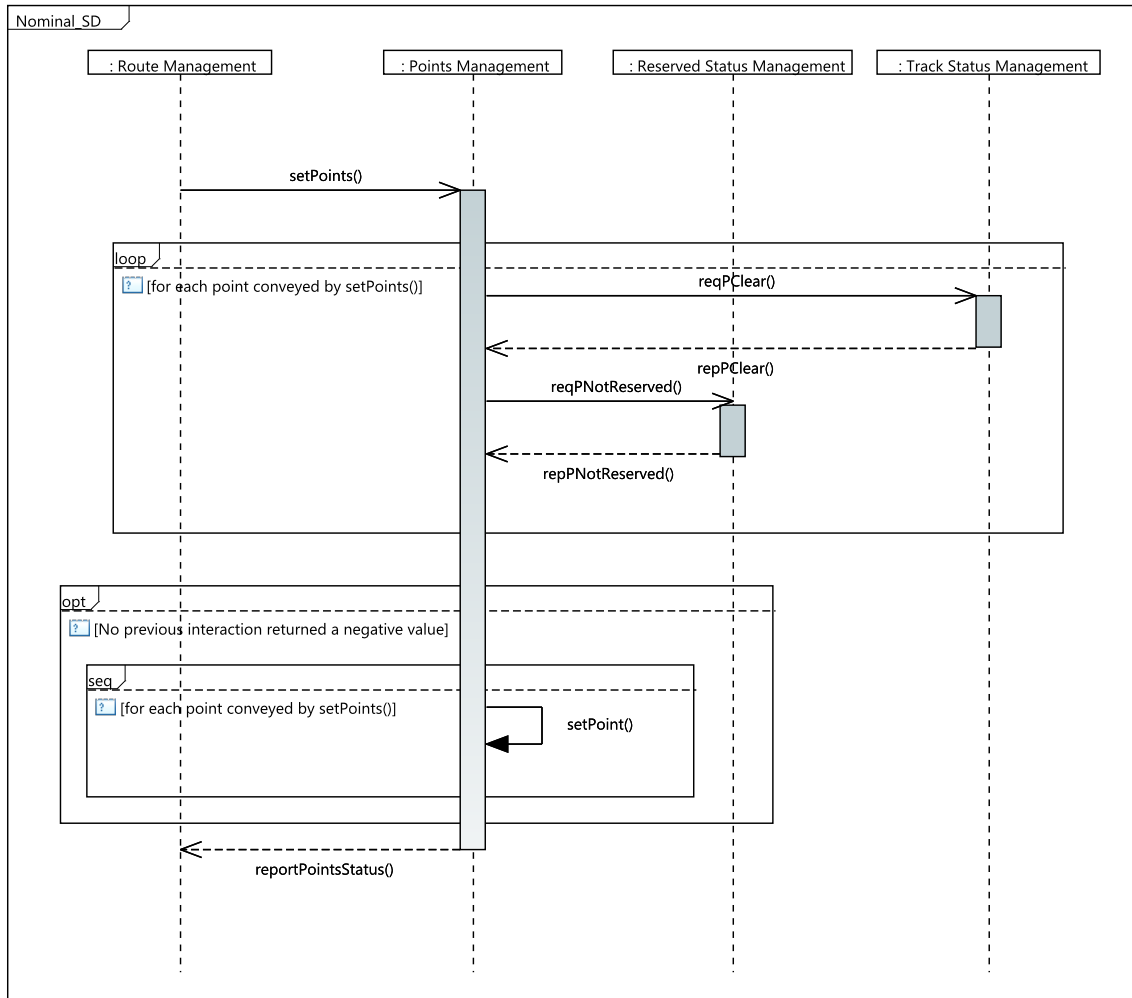 Nominal_SD
: Route Management
: Points Management
: Reserved Status Management
: Track Status Management
setPoints()
loop
? [for each point conveyed by setPoints()]
reqPClear()
repPClear()
reqPNotReserved()
repPNotReserved()
opt
? [No previous interaction returned a negative value]
seq
? [for each point conveyed by setPoints()]
setPoint()
reportPointsStatus()